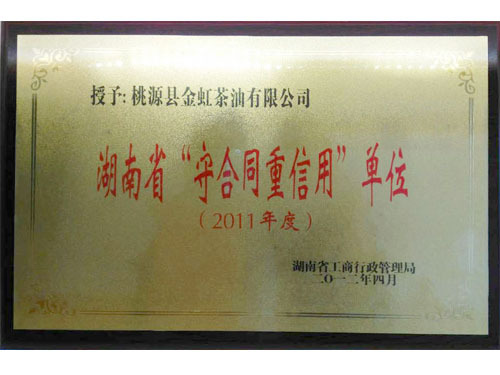 授予:桃源县金虹茶油有限公司
湖南省“守合同重信用”单位
(2011年度)
湖南省工商行政管理局
二〇一二年四月